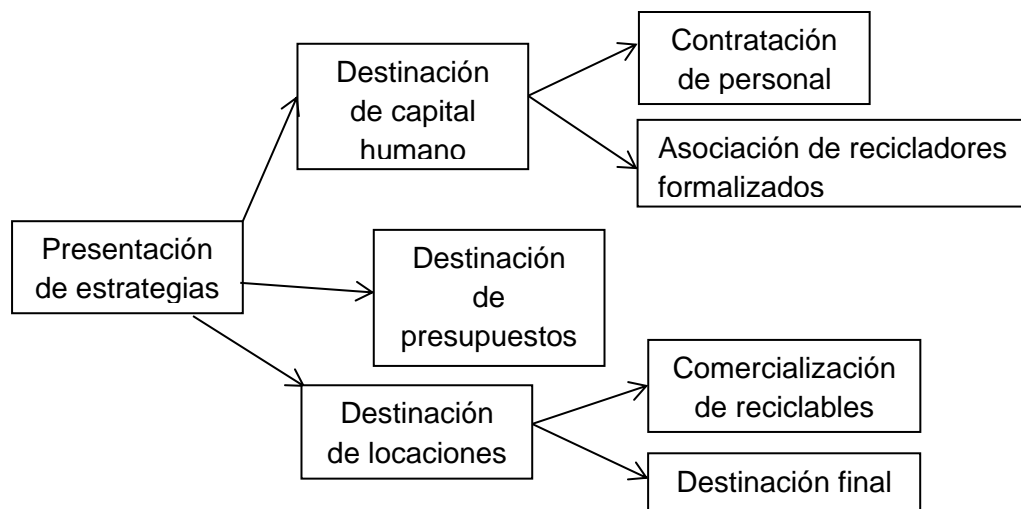 Contratación
de personal
Destinación
de capital
humano
Asociación de recicladores
formalizados
Presentación
de estrategias
Destinación
de
presupuestos
Comercialización
de reciclables
Destinación
de locaciones
Destinación final